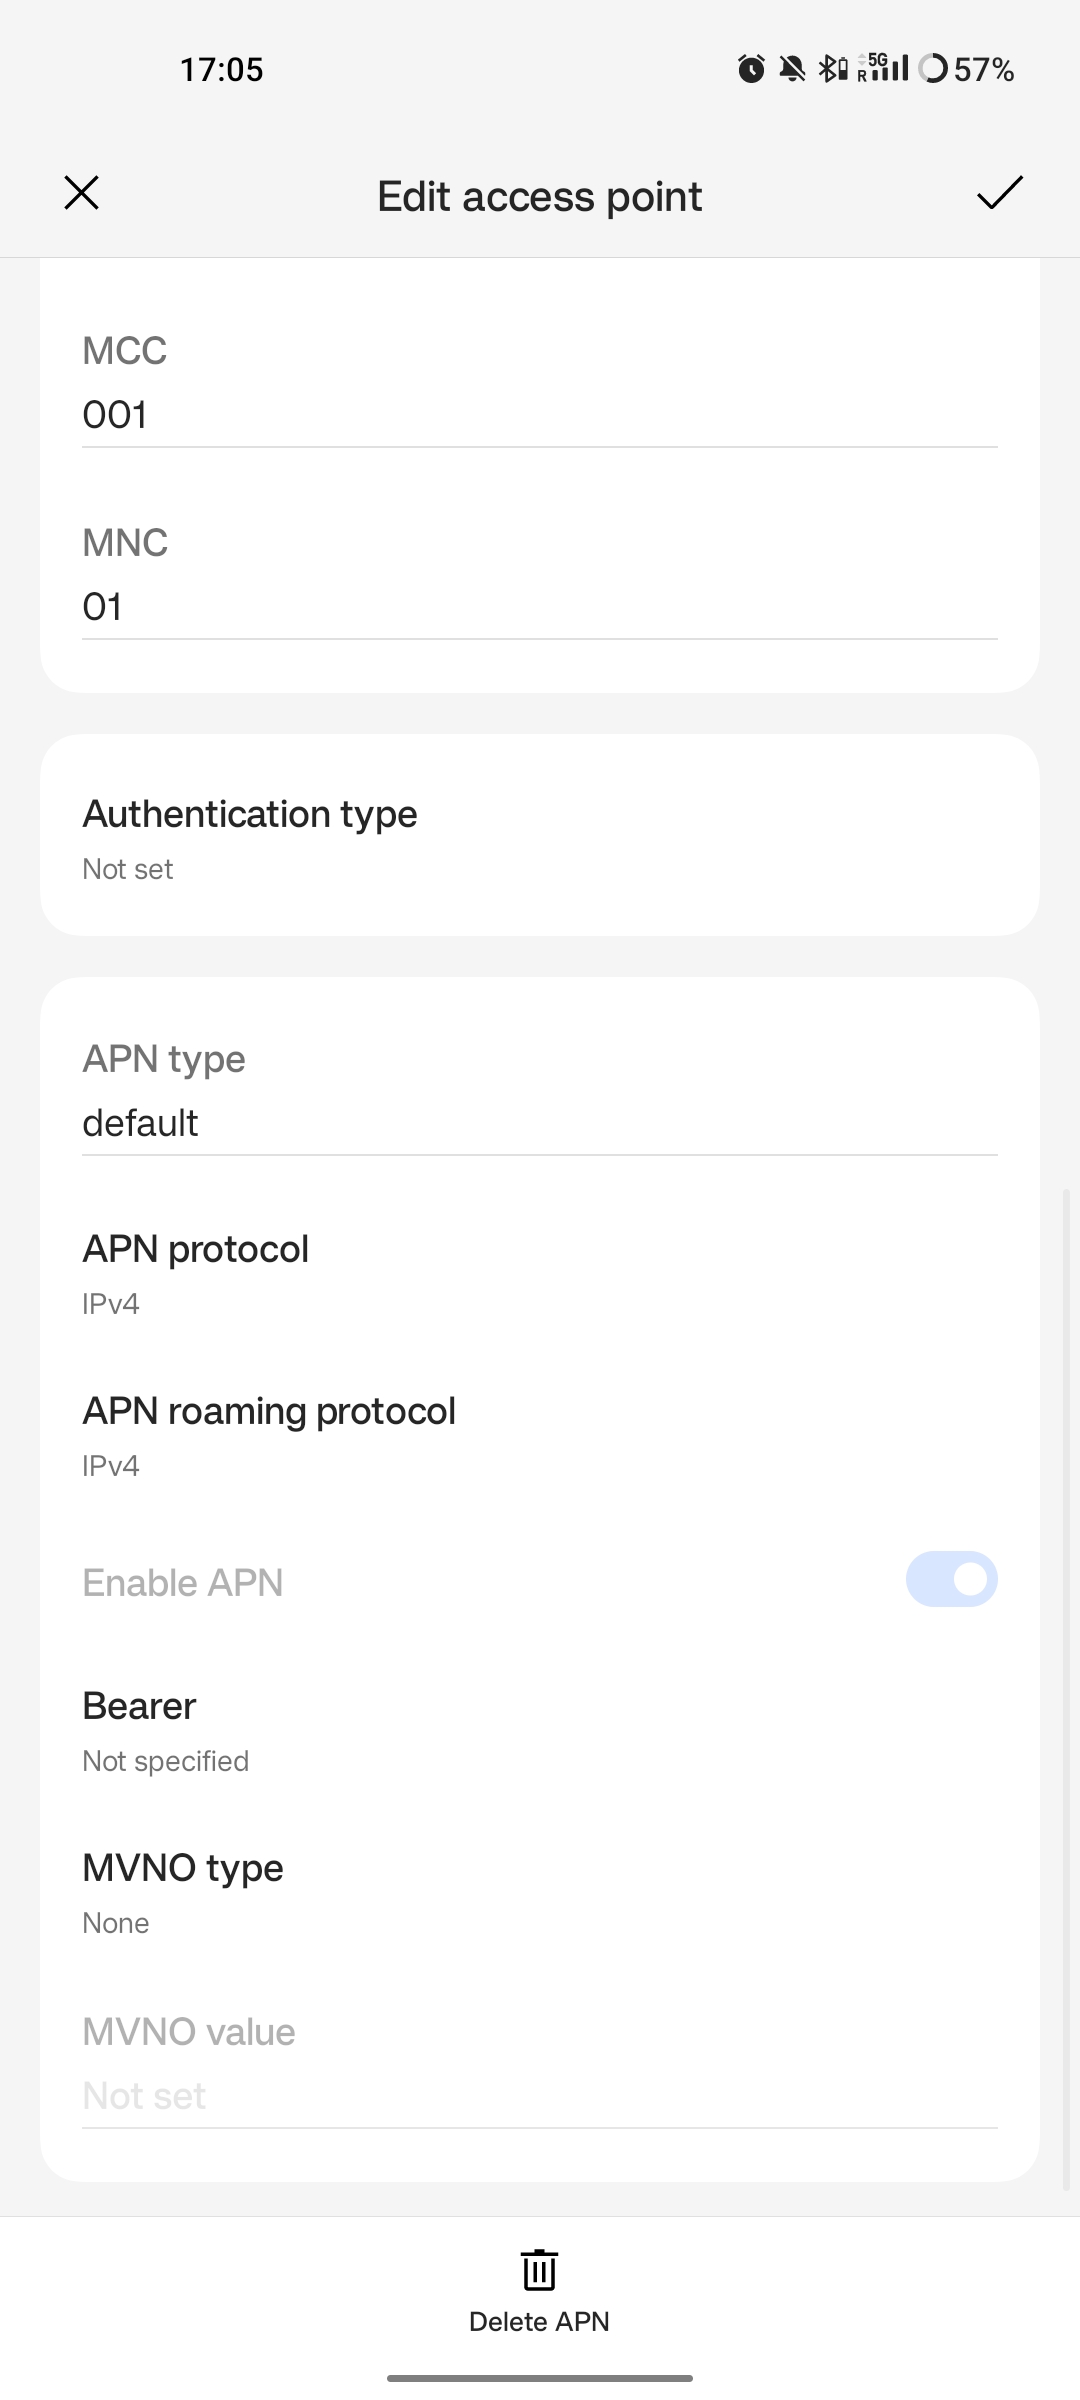 17:05
R 5G 57%
Edit access point
MCC
001
MNC
01
Authentication type
Not set
APN type
default
APN protocol
IPv4
APN roaming protocol
IPv4
Enable APN
Bearer
Not specified
MVNO type
None
MVNO value
Not set
Delete APN